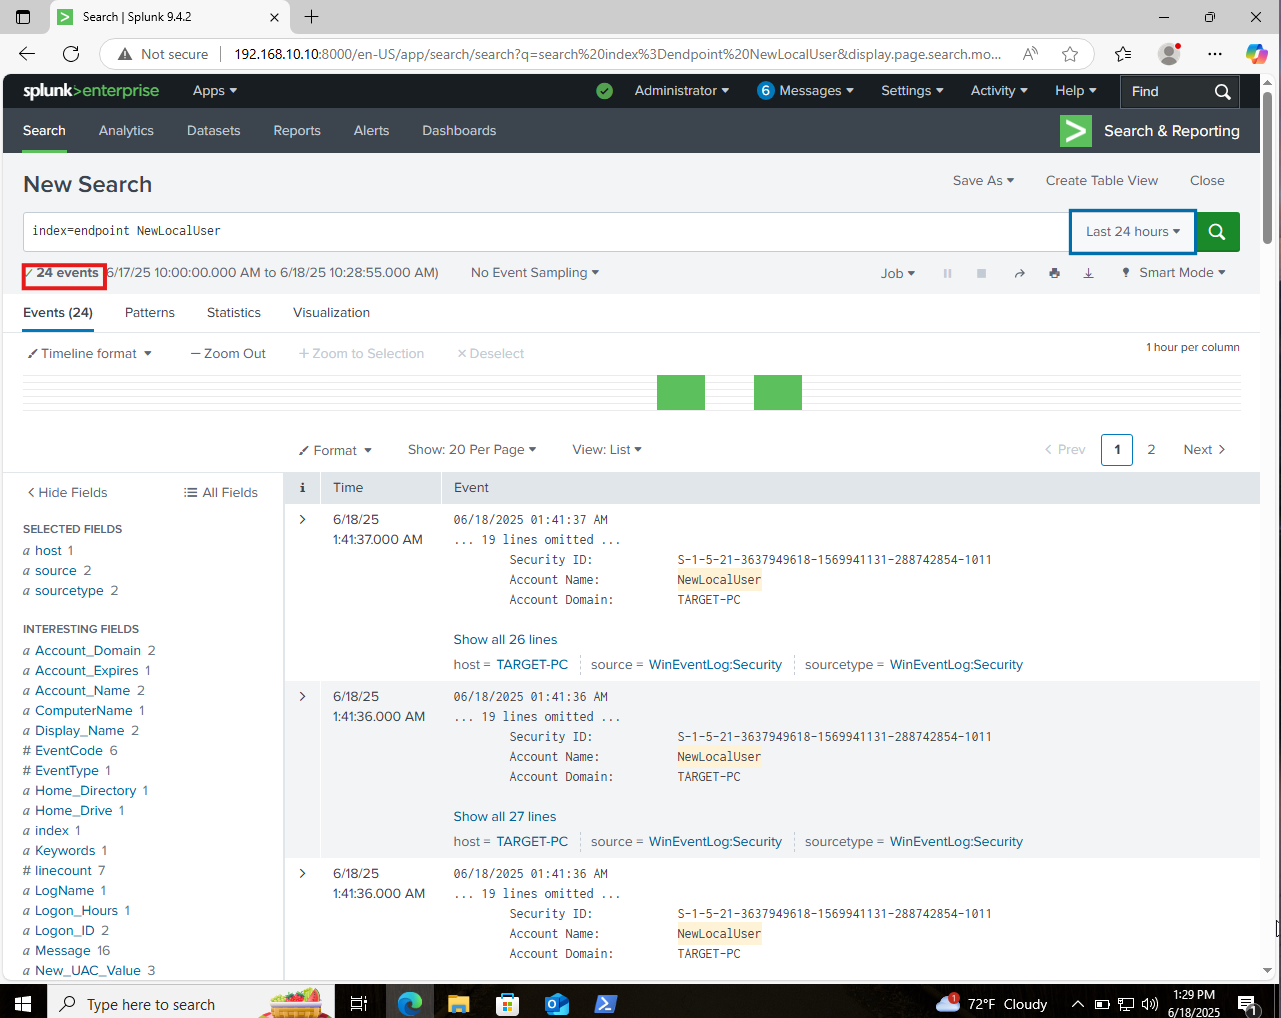 Search | Splunk 9.4.2
Not secure
192.168.10.10:8000/en-US/app/search/search?q=search%20index%3Dendpoint%20NewLocalUser&display.page.search.mo...
splunk>enterprise
Apps
Administrator
6 Messages
Settings
Activity
Help
Find
Search
Analytics
Datasets
Reports
Alerts
Dashboards
Search & Reporting
New Search
Save As
Create Table View
Close
index=endpoint NewLocalUser
Last 24 hours
24 events
6/17/25 10:00:00.000 AM to 6/18/25 10:28:55.000 AM)
No Event Sampling
Job
Smart Mode
Events (24)
Patterns
Statistics
Visualization
Timeline format
Zoom Out
Zoom to Selection
Deselect
1 hour per column
Format
Show: 20 Per Page
View: List
Prev
1
2
Next
Hide Fields
All Fields
i
Time
Event
SELECTED FIELDS
a host 1
a source 2
a sourcetype 2
INTERESTING FIELDS
a Account_Domain 2
a Account_Expires 1
a Account_Name 2
a ComputerName 1
a Display_Name 2
# EventCode 6
# EventType 1
a Home_Directory 1
a Home_Drive 1
a index 1
a Keywords 1
# linecount 7
a LogName 1
a Logon_Hours 1
a Logon_ID 2
a Message 16
a New_UAC_Value 3
6/18/25
1:41:37.000 AM
06/18/2025 01:41:37 AM
... 19 lines omitted ...
Security ID: S-1-5-21-3637949618-1569941131-288742854-1011
Account Name: NewLocalUser
Account Domain: TARGET-PC
Show all 26 lines
host = TARGET-PC source = WinEventLog:Security sourcetype = WinEventLog:Security
6/18/25
1:41:36.000 AM
06/18/2025 01:41:36 AM
... 19 lines omitted ...
Security ID: S-1-5-21-3637949618-1569941131-288742854-1011
Account Name: NewLocalUser
Account Domain: TARGET-PC
Show all 27 lines
host = TARGET-PC source = WinEventLog:Security sourcetype = WinEventLog:Security
6/18/25
1:41:36.000 AM
06/18/2025 01:41:36 AM
... 19 lines omitted ...
Security ID: S-1-5-21-3637949618-1569941131-288742854-1011
Account Name: NewLocalUser
Account Domain: TARGET-PC
Type here to search
1
72°F Cloudy
1:29 PM
6/18/2025
1